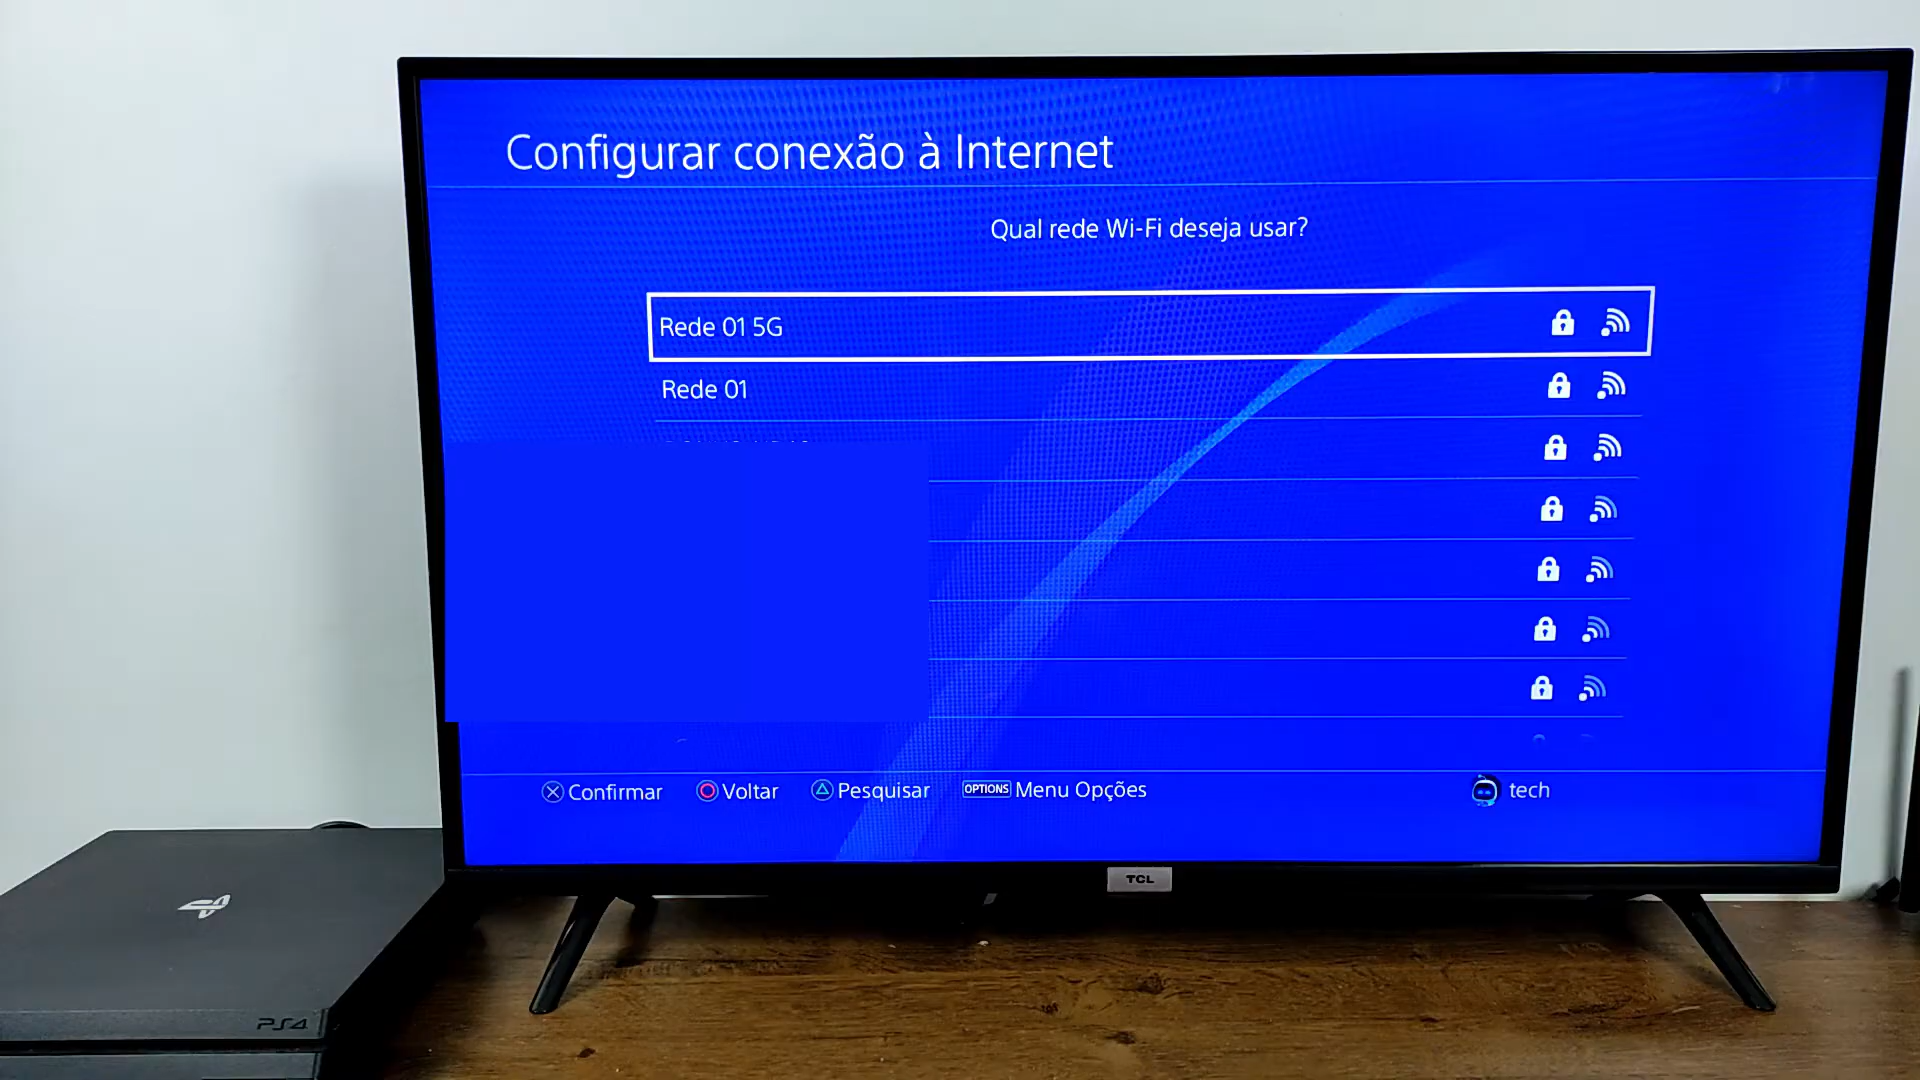 Configurar conexão à Internet
Qual rede Wi-Fi deseja usar?
Rede 01 5G
Rede 01
Confirmar Voltar Pesquisar OPTIONS Menu Opções tech
TCL
PS4